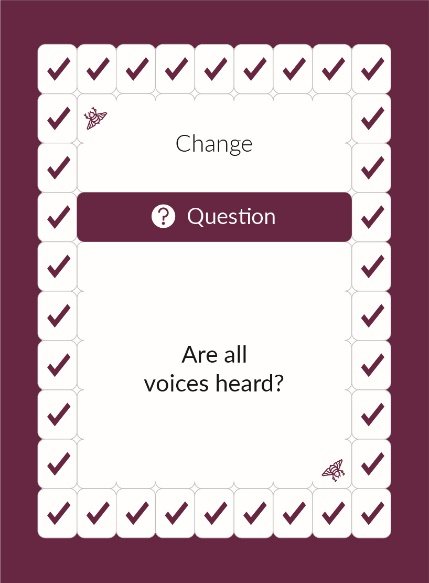 Change
? Question
Are all
voices heard?